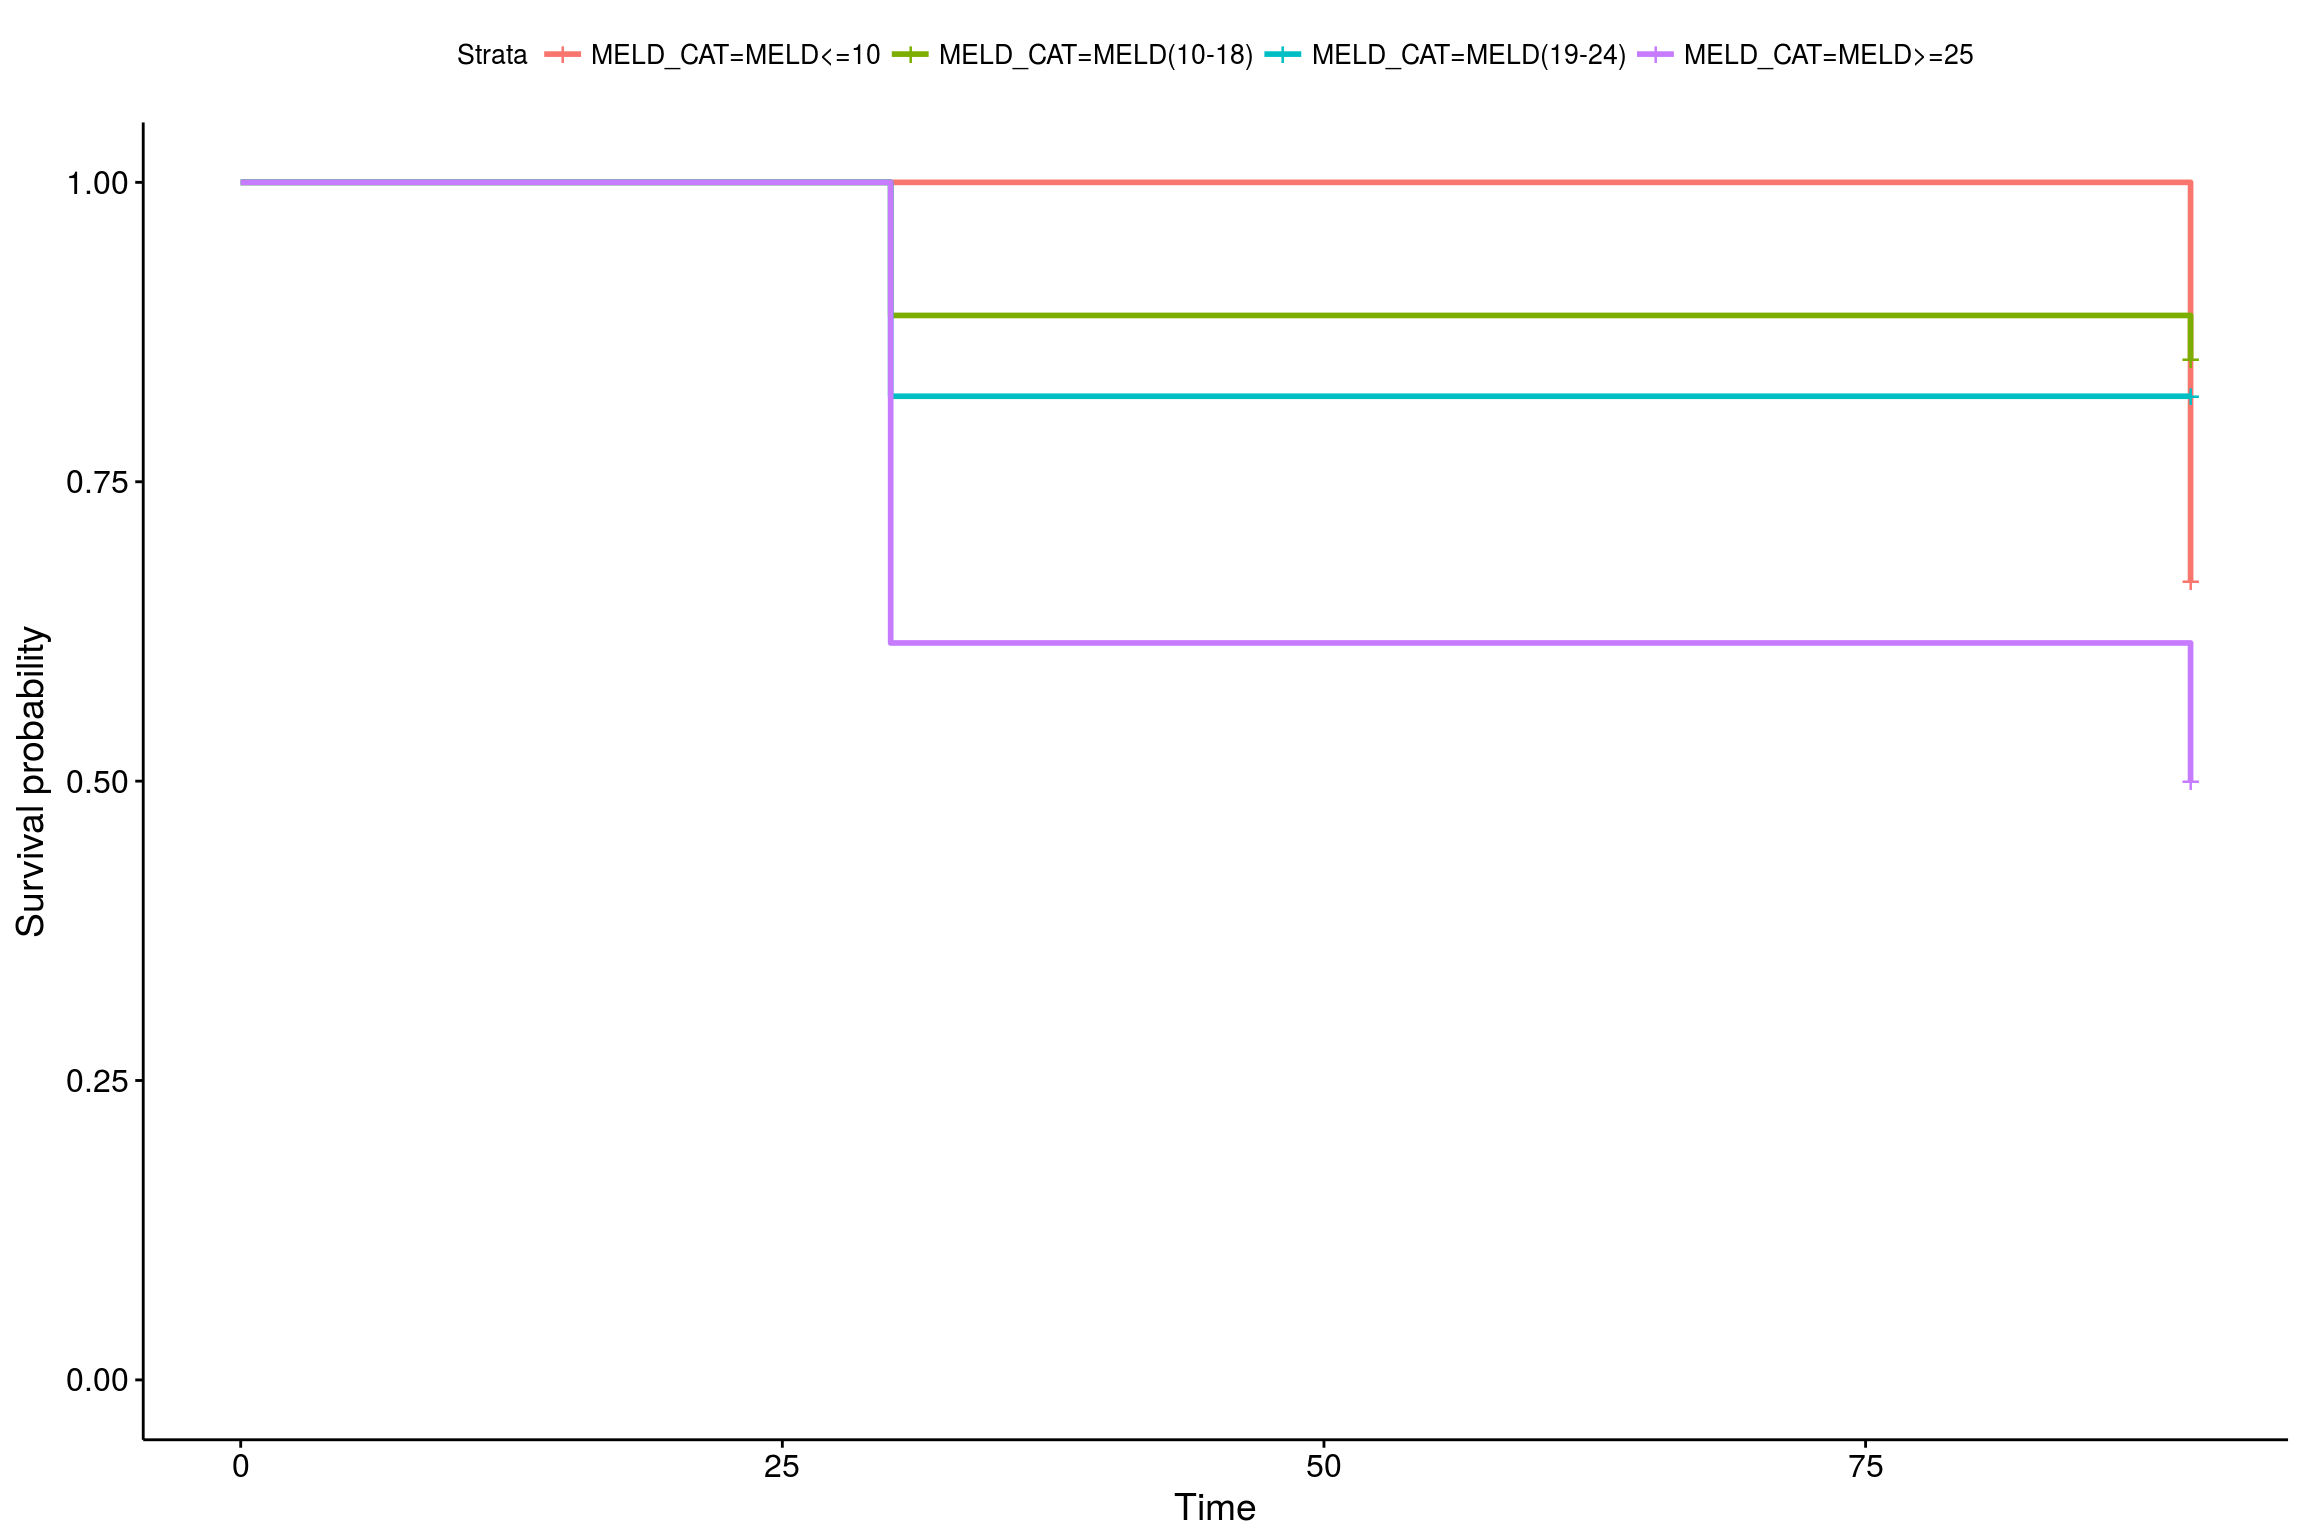 Strata MELD_CAT=MELD<=10 MELD_CAT=MELD(10-18) MELD_CAT=MELD(19-24) MELD_CAT=MELD>=25
1.00
0.75
0.50
0.25
0.00
Survival probability
0 25 50 75
Time